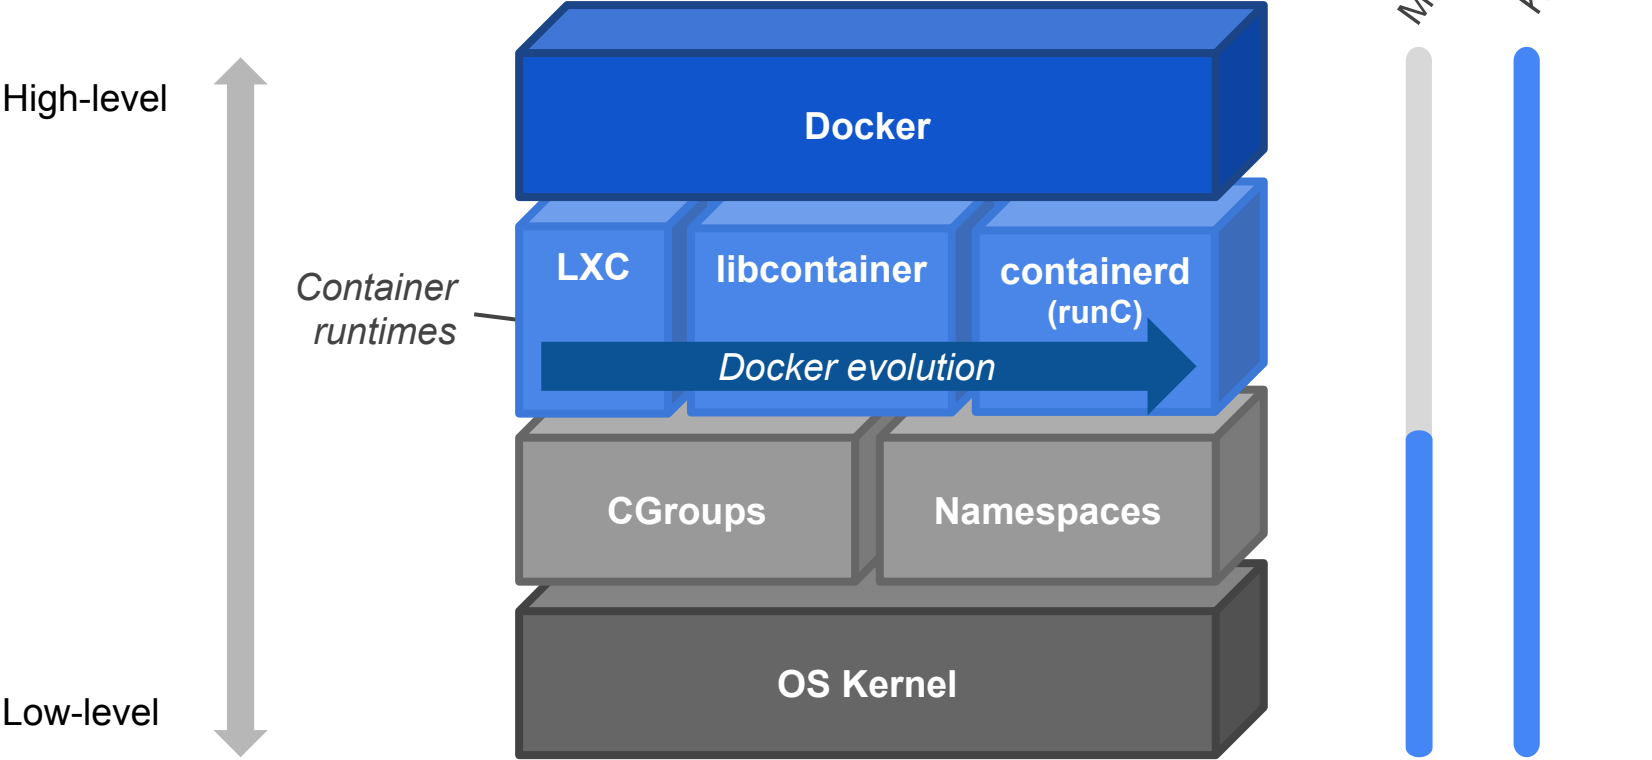 High-level
Docker
LXC
libcontainer
containerd
(runC)
Container
runtimes
Docker evolution
CGroups
Namespaces
OS Kernel
Low-level